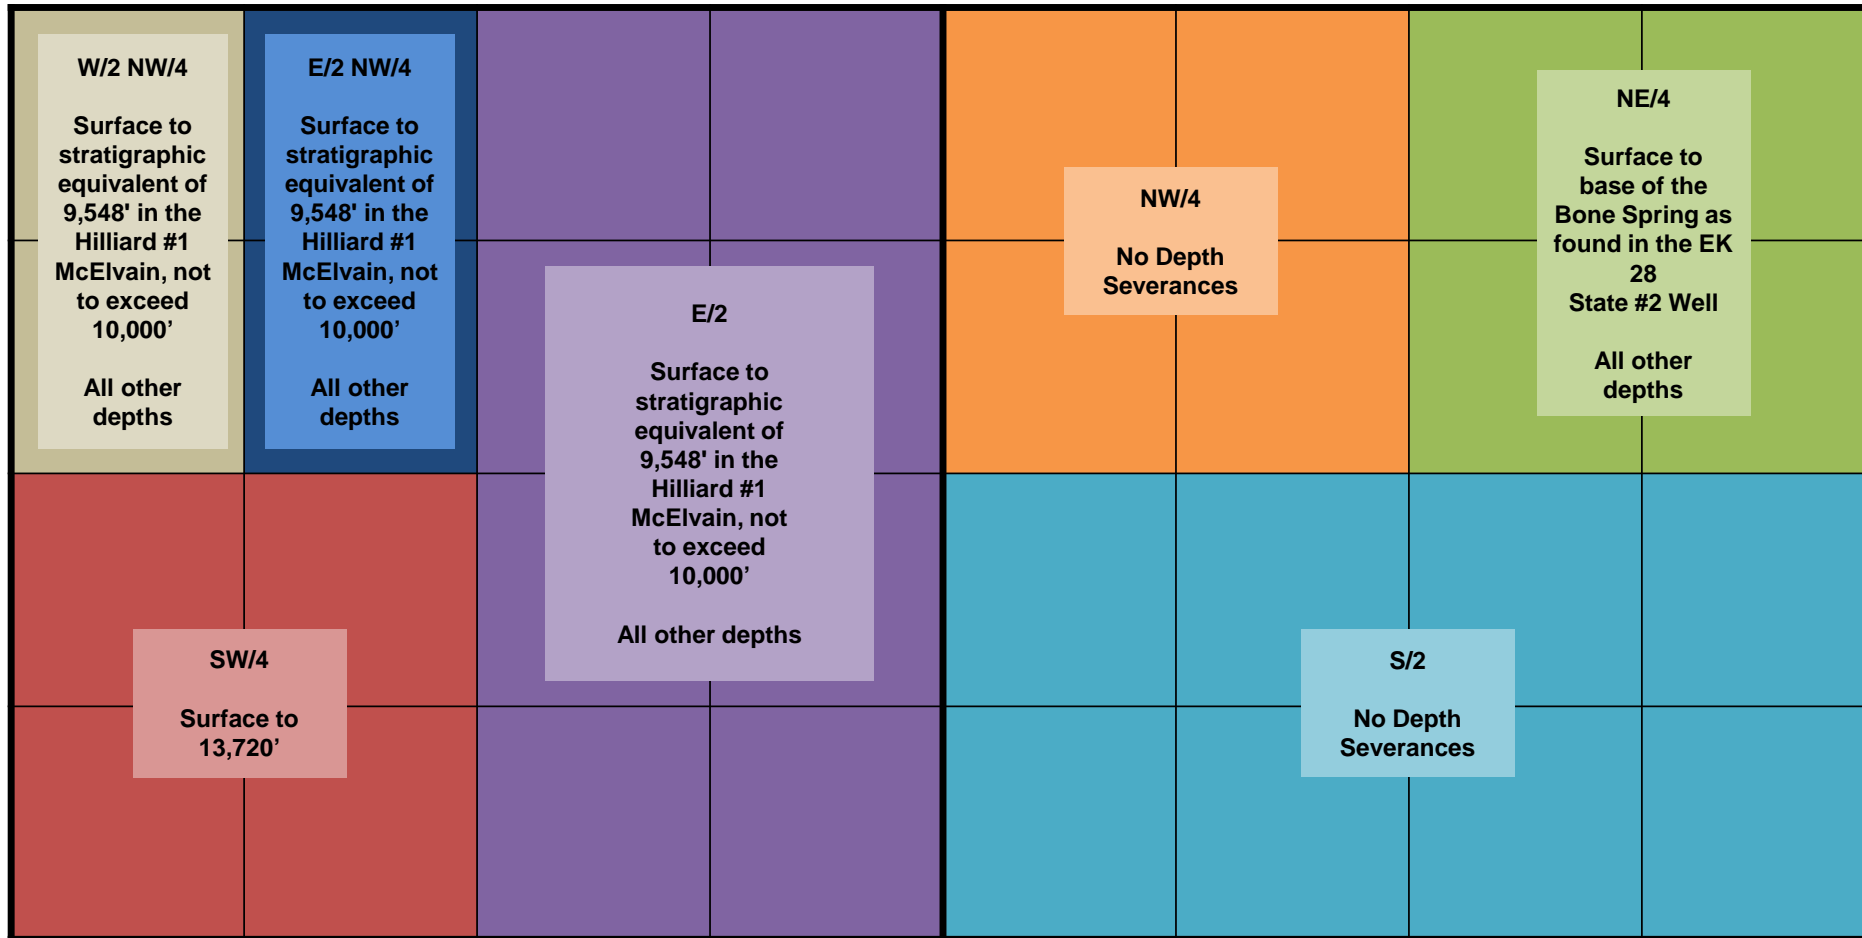 W/2 NW/4
Surface to
stratigraphic
equivalent of
9,548' in the
Hilliard #1
McElvain, not
to exceed
10,000’
All other
depths
E/2 NW/4
Surface to
stratigraphic
equivalent of
9,548' in the
Hilliard #1
McElvain, not
to exceed
10,000’
All other
depths
E/2
Surface to
stratigraphic
equivalent of
9,548' in the
Hilliard #1
McElvain, not
to exceed
10,000’
All other depths
SW/4
Surface to
13,720’
NW/4
No Depth
Severances
NE/4
Surface to
base of the
Bone Spring as
found in the EK
28
State #2 Well
All other
depths
S/2
No Depth
Severances